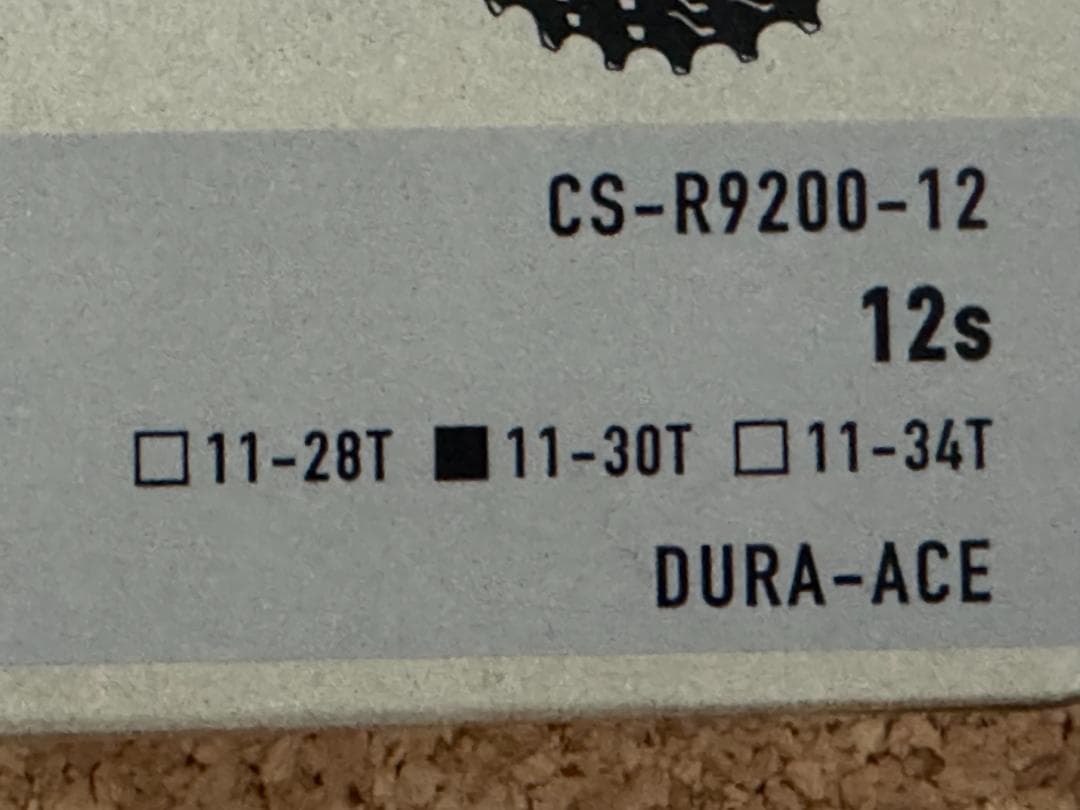 CS-R9200-12
12s
□11-28T ■11-30T □11-34T
DURA-ACE